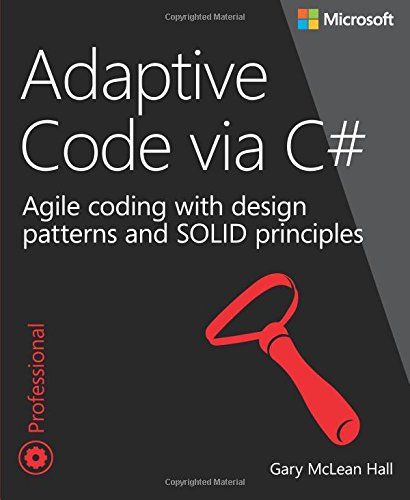 Copyrighted material
Microsoft
Adaptive
Code via C#
Agile coding with design
patterns and SOLID principles
Professional
Gary McLean Hall
Copyrighted material